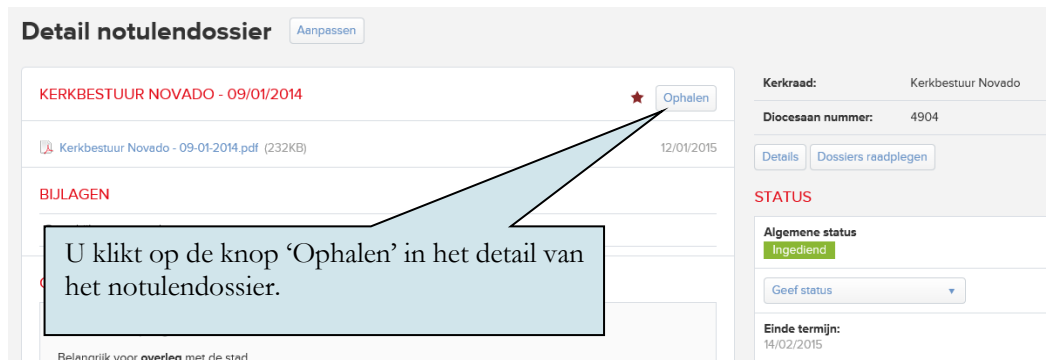 Detail notulendossier Aanpassen
KERKBESTUUR NOVADO - 09/01/2014 Ophalen
Kerkbestuur Novado - 09-01-2014.pdf (232KB) 12/01/2015
BIJLAGEN
U klikt op de knop ‘Ophalen’ in het detail van
het notulendossier.
Belangrijk voor overleg met de stad
Kerkraad: Kerkbestuur Novado
Diocesaan nummer: 4904
Details Dossiers raadplegen
STATUS
Algemene status
Ingediend
Geef status
Einde termijn:
14/02/2015